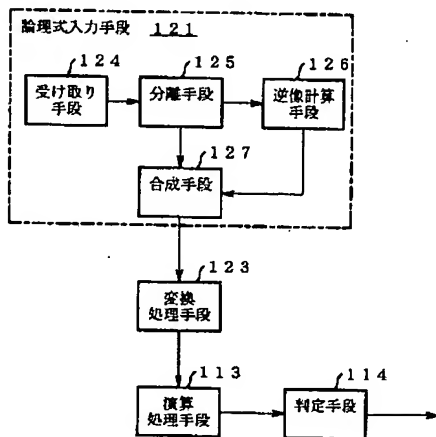 論理式入力手段 121
124
125
126
受け取り
手段
分離手段
逆像計算
手段
127
合成手段
123
変換
処理手段
113
114
演算
処理手段
判定手段